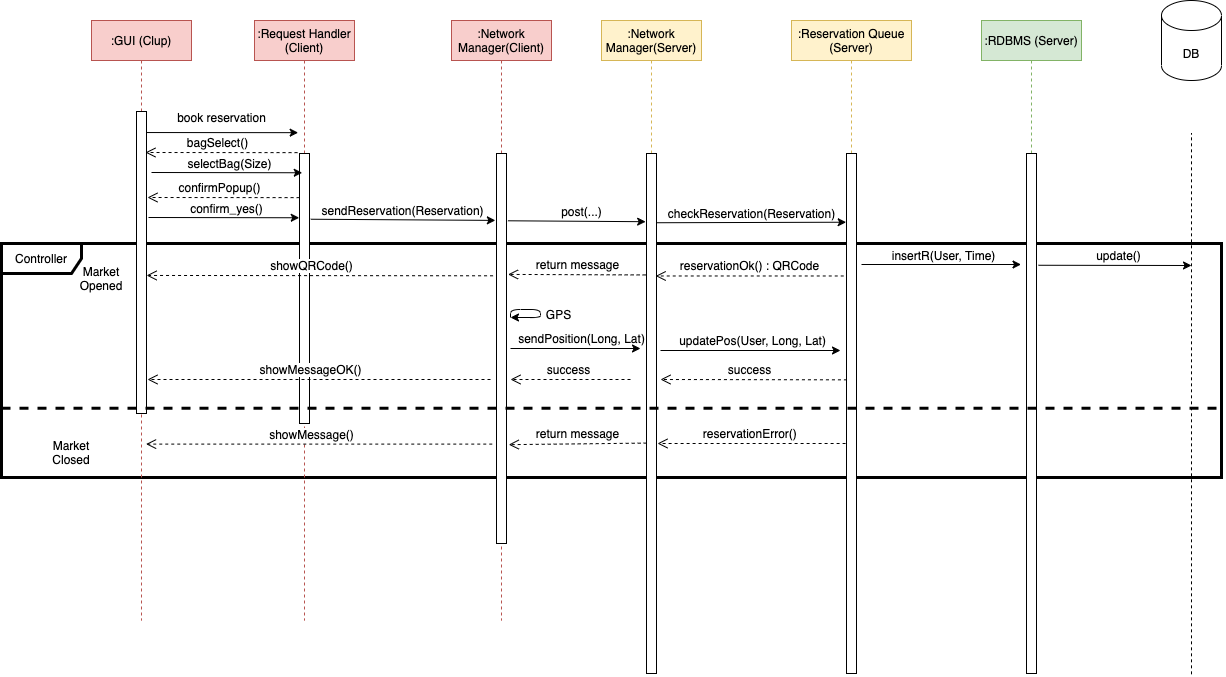 :GUI (Clup)
:Request Handler
(Client)
:Network
Manager(Client)
:Network
Manager(Server)
:Reservation Queue
(Server)
:RDBMS (Server)
DB
book reservation
bagSelect()
selectBag(Size)
confirmPopup()
confirm_yes()
sendReservation(Reservation)
post(...)
checkReservation(Reservation)
Controller
Market
Opened
showQRCode()
return message
reservationOk() : QRCode
insertR(User, Time)
update()
GPS
sendPosition(Long, Lat)
updatePos(User, Long, Lat)
showMessageOK()
success
success
Market
Closed
showMessage()
return message
reservationError()